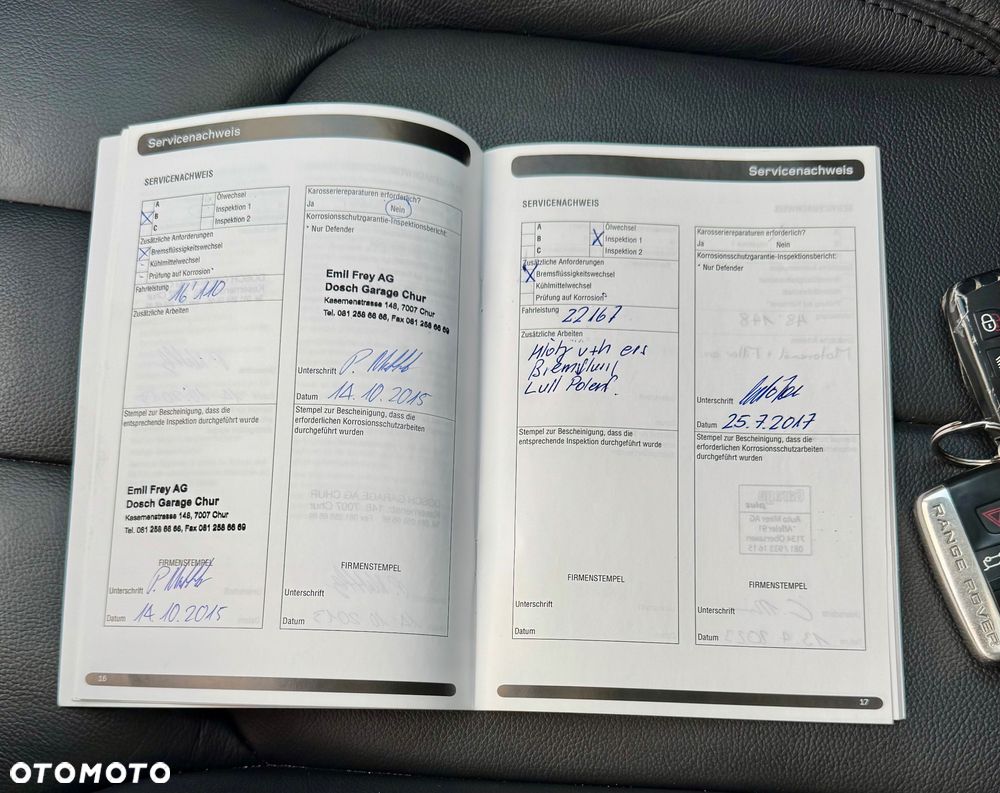 Servicenachweis
SERVICENACHWEIS
A
B
C
Ölwechsel
Inspektion 1
Inspektion 2
Zusätzliche Anforderungen
Bremsflüssigkeitswechsel
Kühlmittelwechsel
Prüfung auf Korrosion*
Fahrleistung 16'110
Zusätzliche Arbeiten
Stempel zur Bescheinigung, dass die
entsprechende Inspektion durchgeführt wurde
Emil Frey AG
Dosch Garage Chur
Kasernenstrasse 148, 7007 Chur
Tel. 081 258 66 66, Fax 081 258 66 69
FIRMENSTEMPEL
Unterschrift
Datum 14.10.2015
Karosseriereparaturen erforderlich?
Ja Nein
Korrosionsschutzgarantie-Inspektionsbericht:
* Nur Defender
Emil Frey AG
Dosch Garage Chur
Kasernenstrasse 148, 7007 Chur
Tel. 081 258 66 66, Fax 081 258 66 69
Unterschrift
Datum 14.10.2015
Stempel zur Bescheinigung, dass die
erforderlichen Korrosionsschutzarbeiten
durchgeführt wurden
FIRMENSTEMPEL
Unterschrift
Datum
16
Servicenachweis
SERVICENACHWEIS
A
B
C
Ölwechsel
Inspektion 1
Inspektion 2
Zusätzliche Anforderungen
Bremsflüssigkeitswechsel
Kühlmittelwechsel
Prüfung auf Korrosion*
Fahrleistung 22167
Zusätzliche Arbeiten
Stempel zur Bescheinigung, dass die
entsprechende Inspektion durchgeführt wurde
FIRMENSTEMPEL
Unterschrift
Datum
Karosseriereparaturen erforderlich?
Ja Nein
Korrosionsschutzgarantie-Inspektionsbericht:
* Nur Defender
Unterschrift
Datum 25.7.2017
Stempel zur Bescheinigung, dass die
erforderlichen Korrosionsschutzarbeiten
durchgeführt wurden
FIRMENSTEMPEL
Unterschrift
Datum
17
RANGE ROVER
OTOMOTO